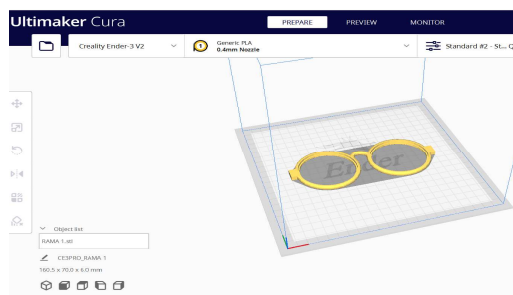 Ultimaker Cura
PREPARE
PREVIEW
MONITOR
Creality Ender-3 V2
1
Generic PLA
0.4mm Nozzle
Standard #2 - St... Q
Ender
Object list
RAMA 1.stl
CE3PRO_RAMA 1
160.5 x 70.0 x 6.0 mm